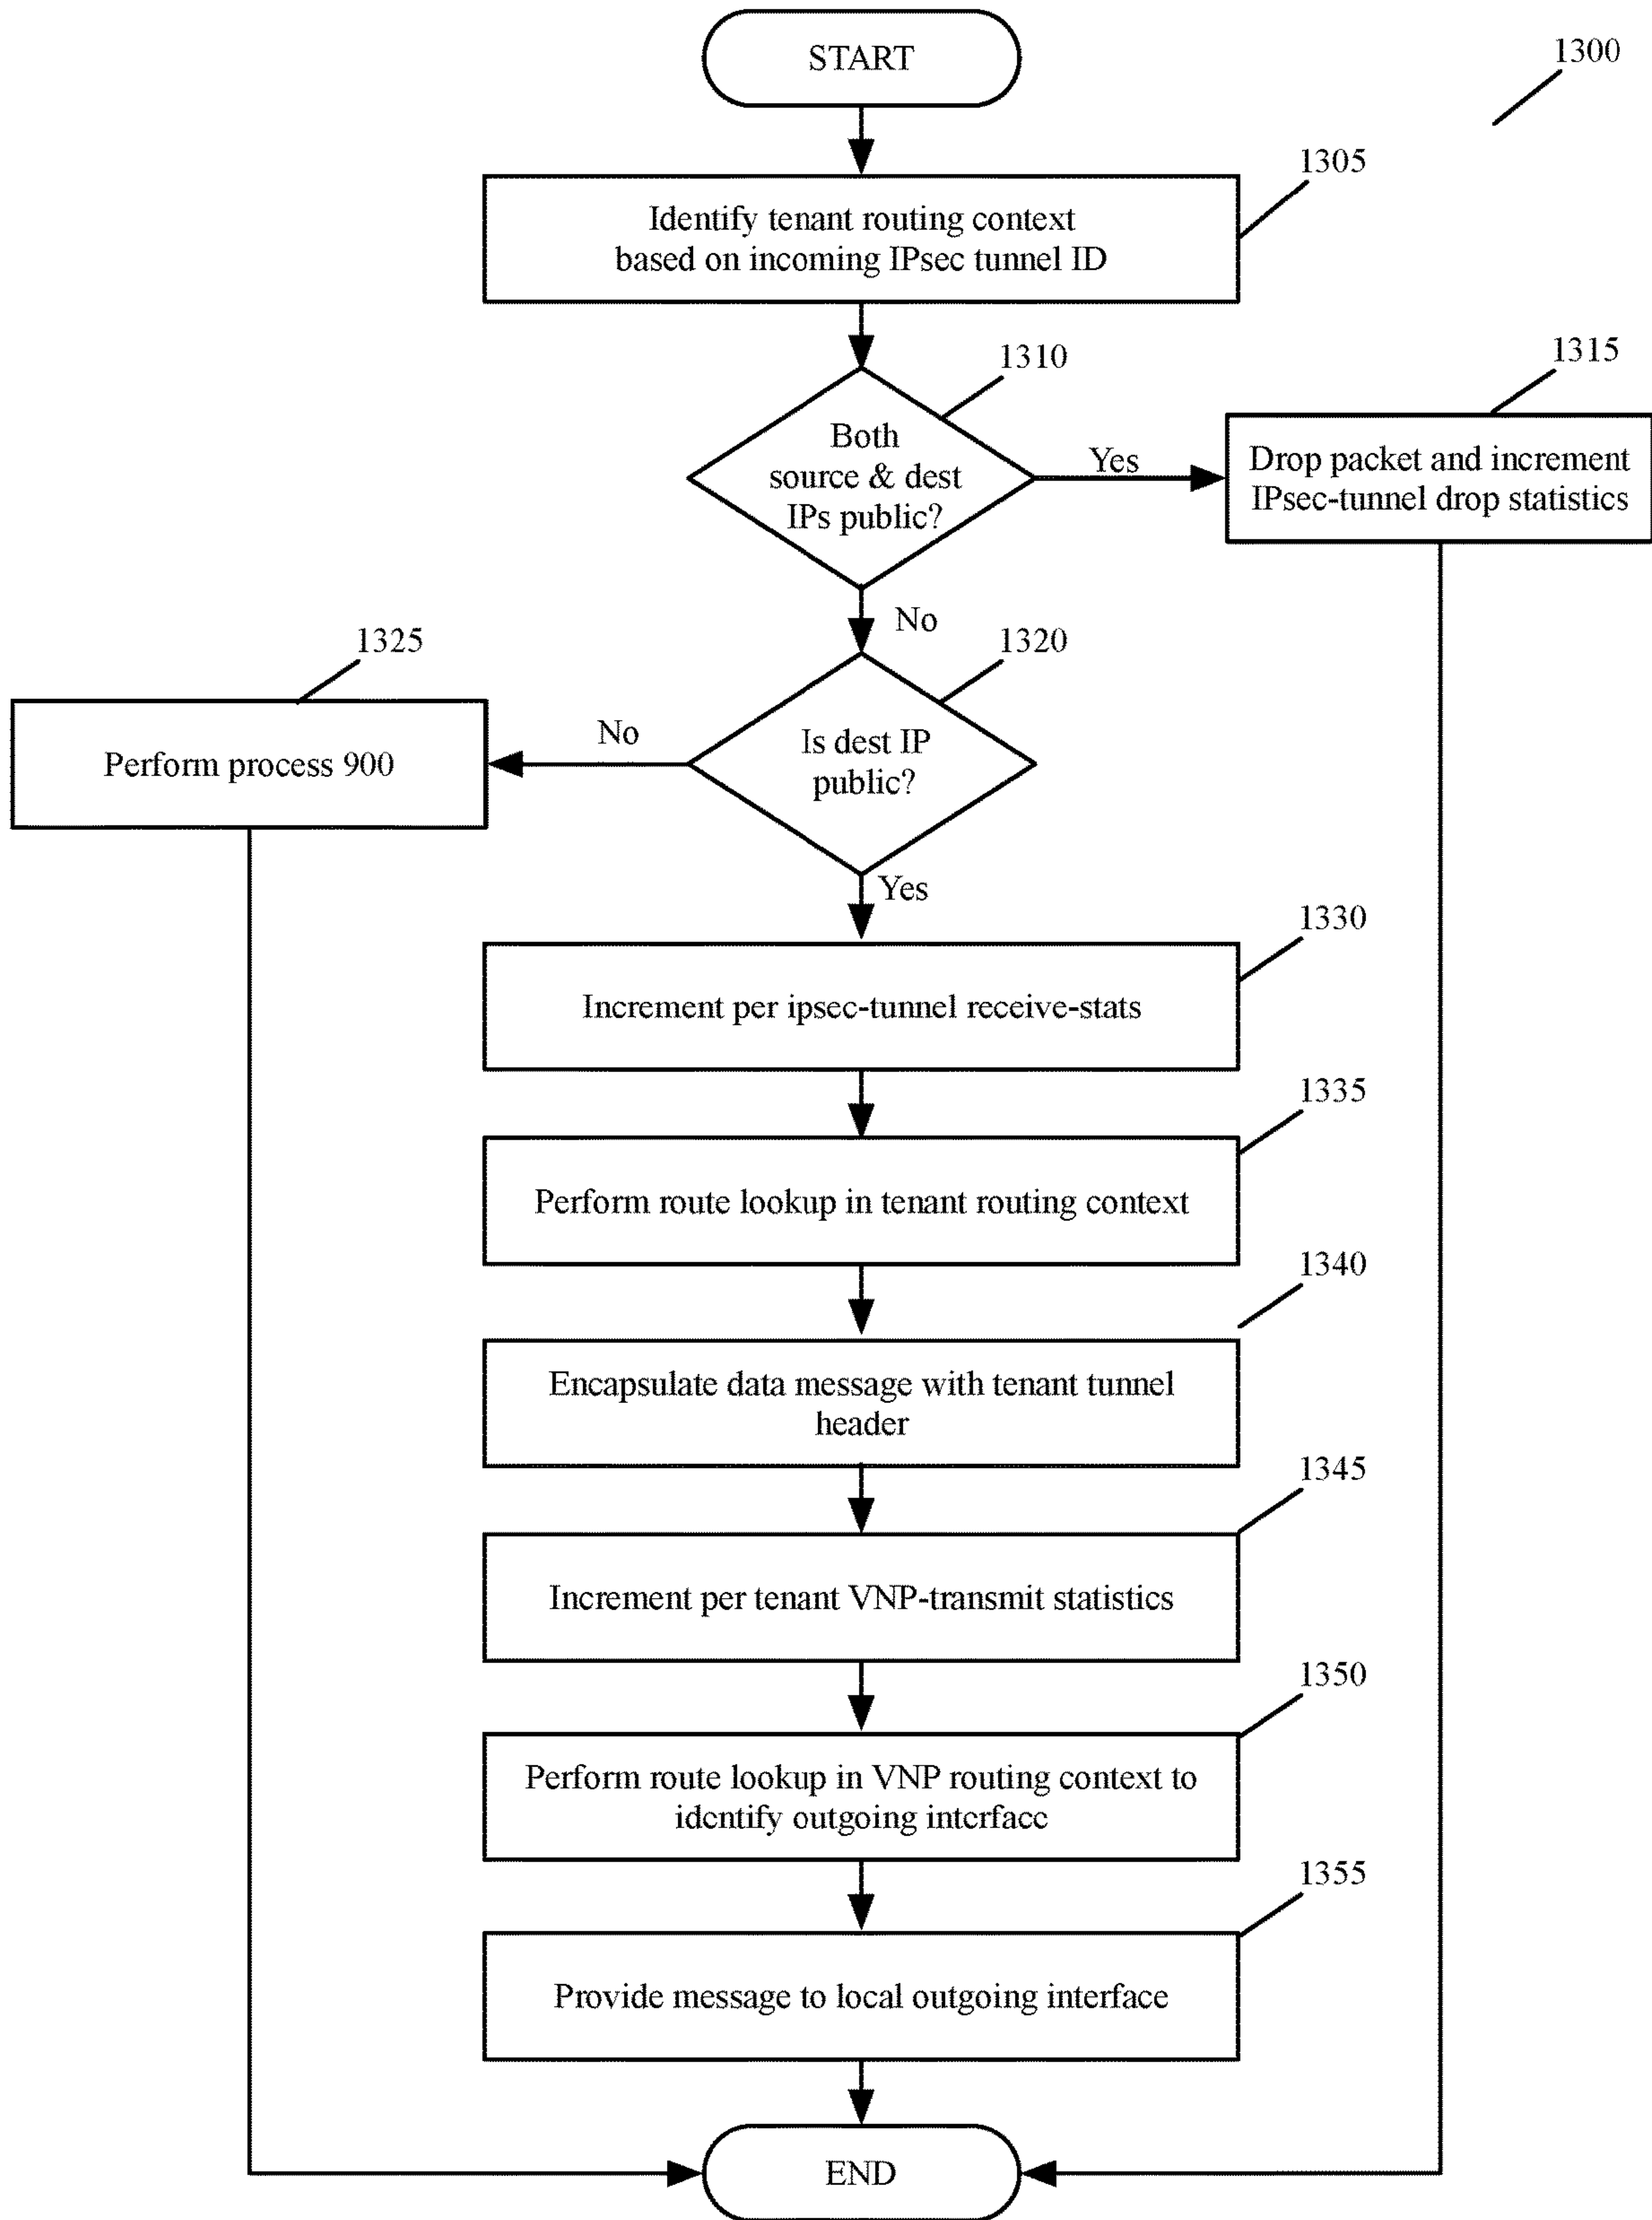 START
1300
1305
Identify tenant routing context
based on incoming IPsec tunnel ID
1310
1315
Both
source & dest
IPs public?
Yes
Drop packet and increment
IPsec-tunnel drop statistics
No
1325
1320
No
Is dest IP
public?
Perform process 900
Yes
1330
Increment per ipsec-tunnel receive-stats
1335
Perform route lookup in tenant routing context
1340
Encapsulate data message with tenant tunnel
header
1345
Increment per tenant VNP-transmit statistics
1350
Perform route lookup in VNP routing context to
identify outgoing interface
1355
Provide message to local outgoing interface
END